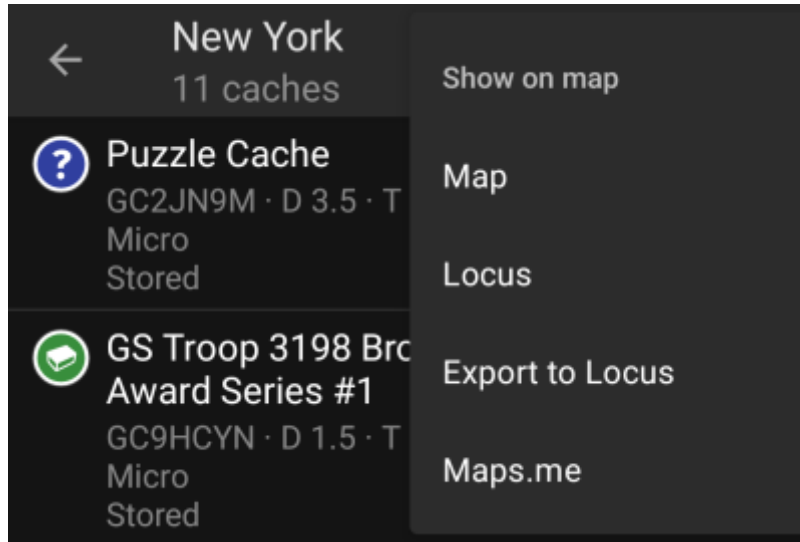 New York
11 caches
?
Puzzle Cache
GC2JN9M · D 3.5 · T
Micro
Stored
GS Troop 3198 Bro
Award Series #1
GC9HCYN · D 1.5 · T
Micro
Stored
Show on map
Map
Locus
Export to Locus
Maps.me